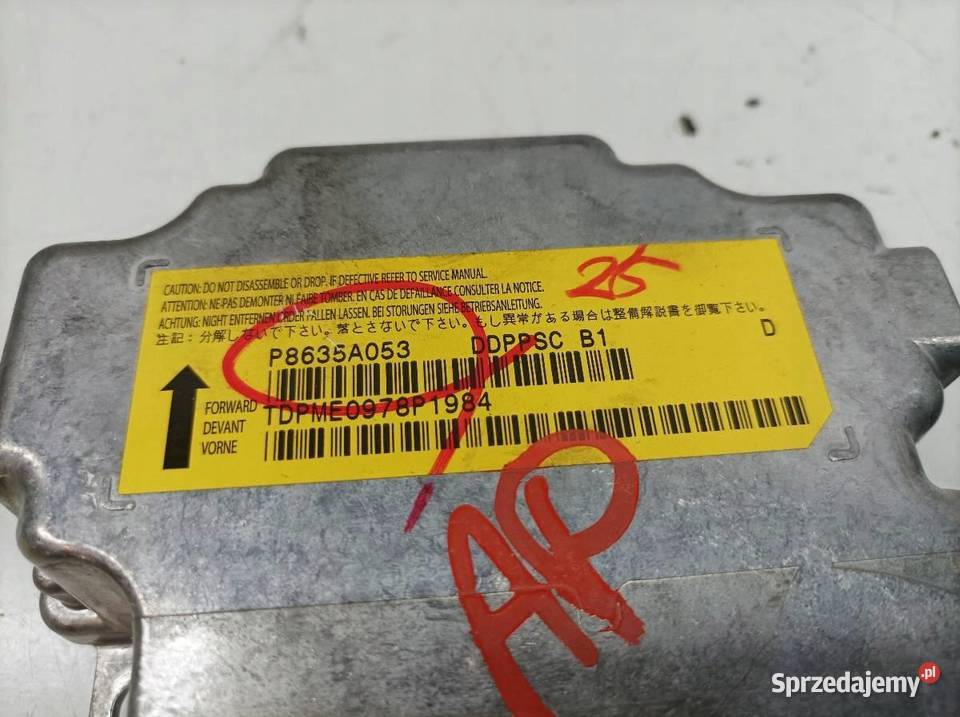 CAUTION: DO NOT DISASSEMBLE OR DROP. IF DEFECTIVE REFER TO SERVICE MANUAL.
ATTENTION: NE PAS DEMONTER NI FAIRE TOMBER. EN CAS DE DEFAILLANCE CONSULTER LA NOTICE.
ACHTUNG: NIGHT ENTFERNEN ODER FALLEN LASSEN. BEI STORUNGEN SIEHE BETRIEBSANLEITUNG.
注記: 分解しないで下さい。落とさないで下さい。もし異常がある場合は整備解説書を御覧下さい。
25
P8635A053 DDPPSC B1 D
TDPME0978P1984
FORWARD
DEVANT
VORNE
AP
Sprzedajemy.pl